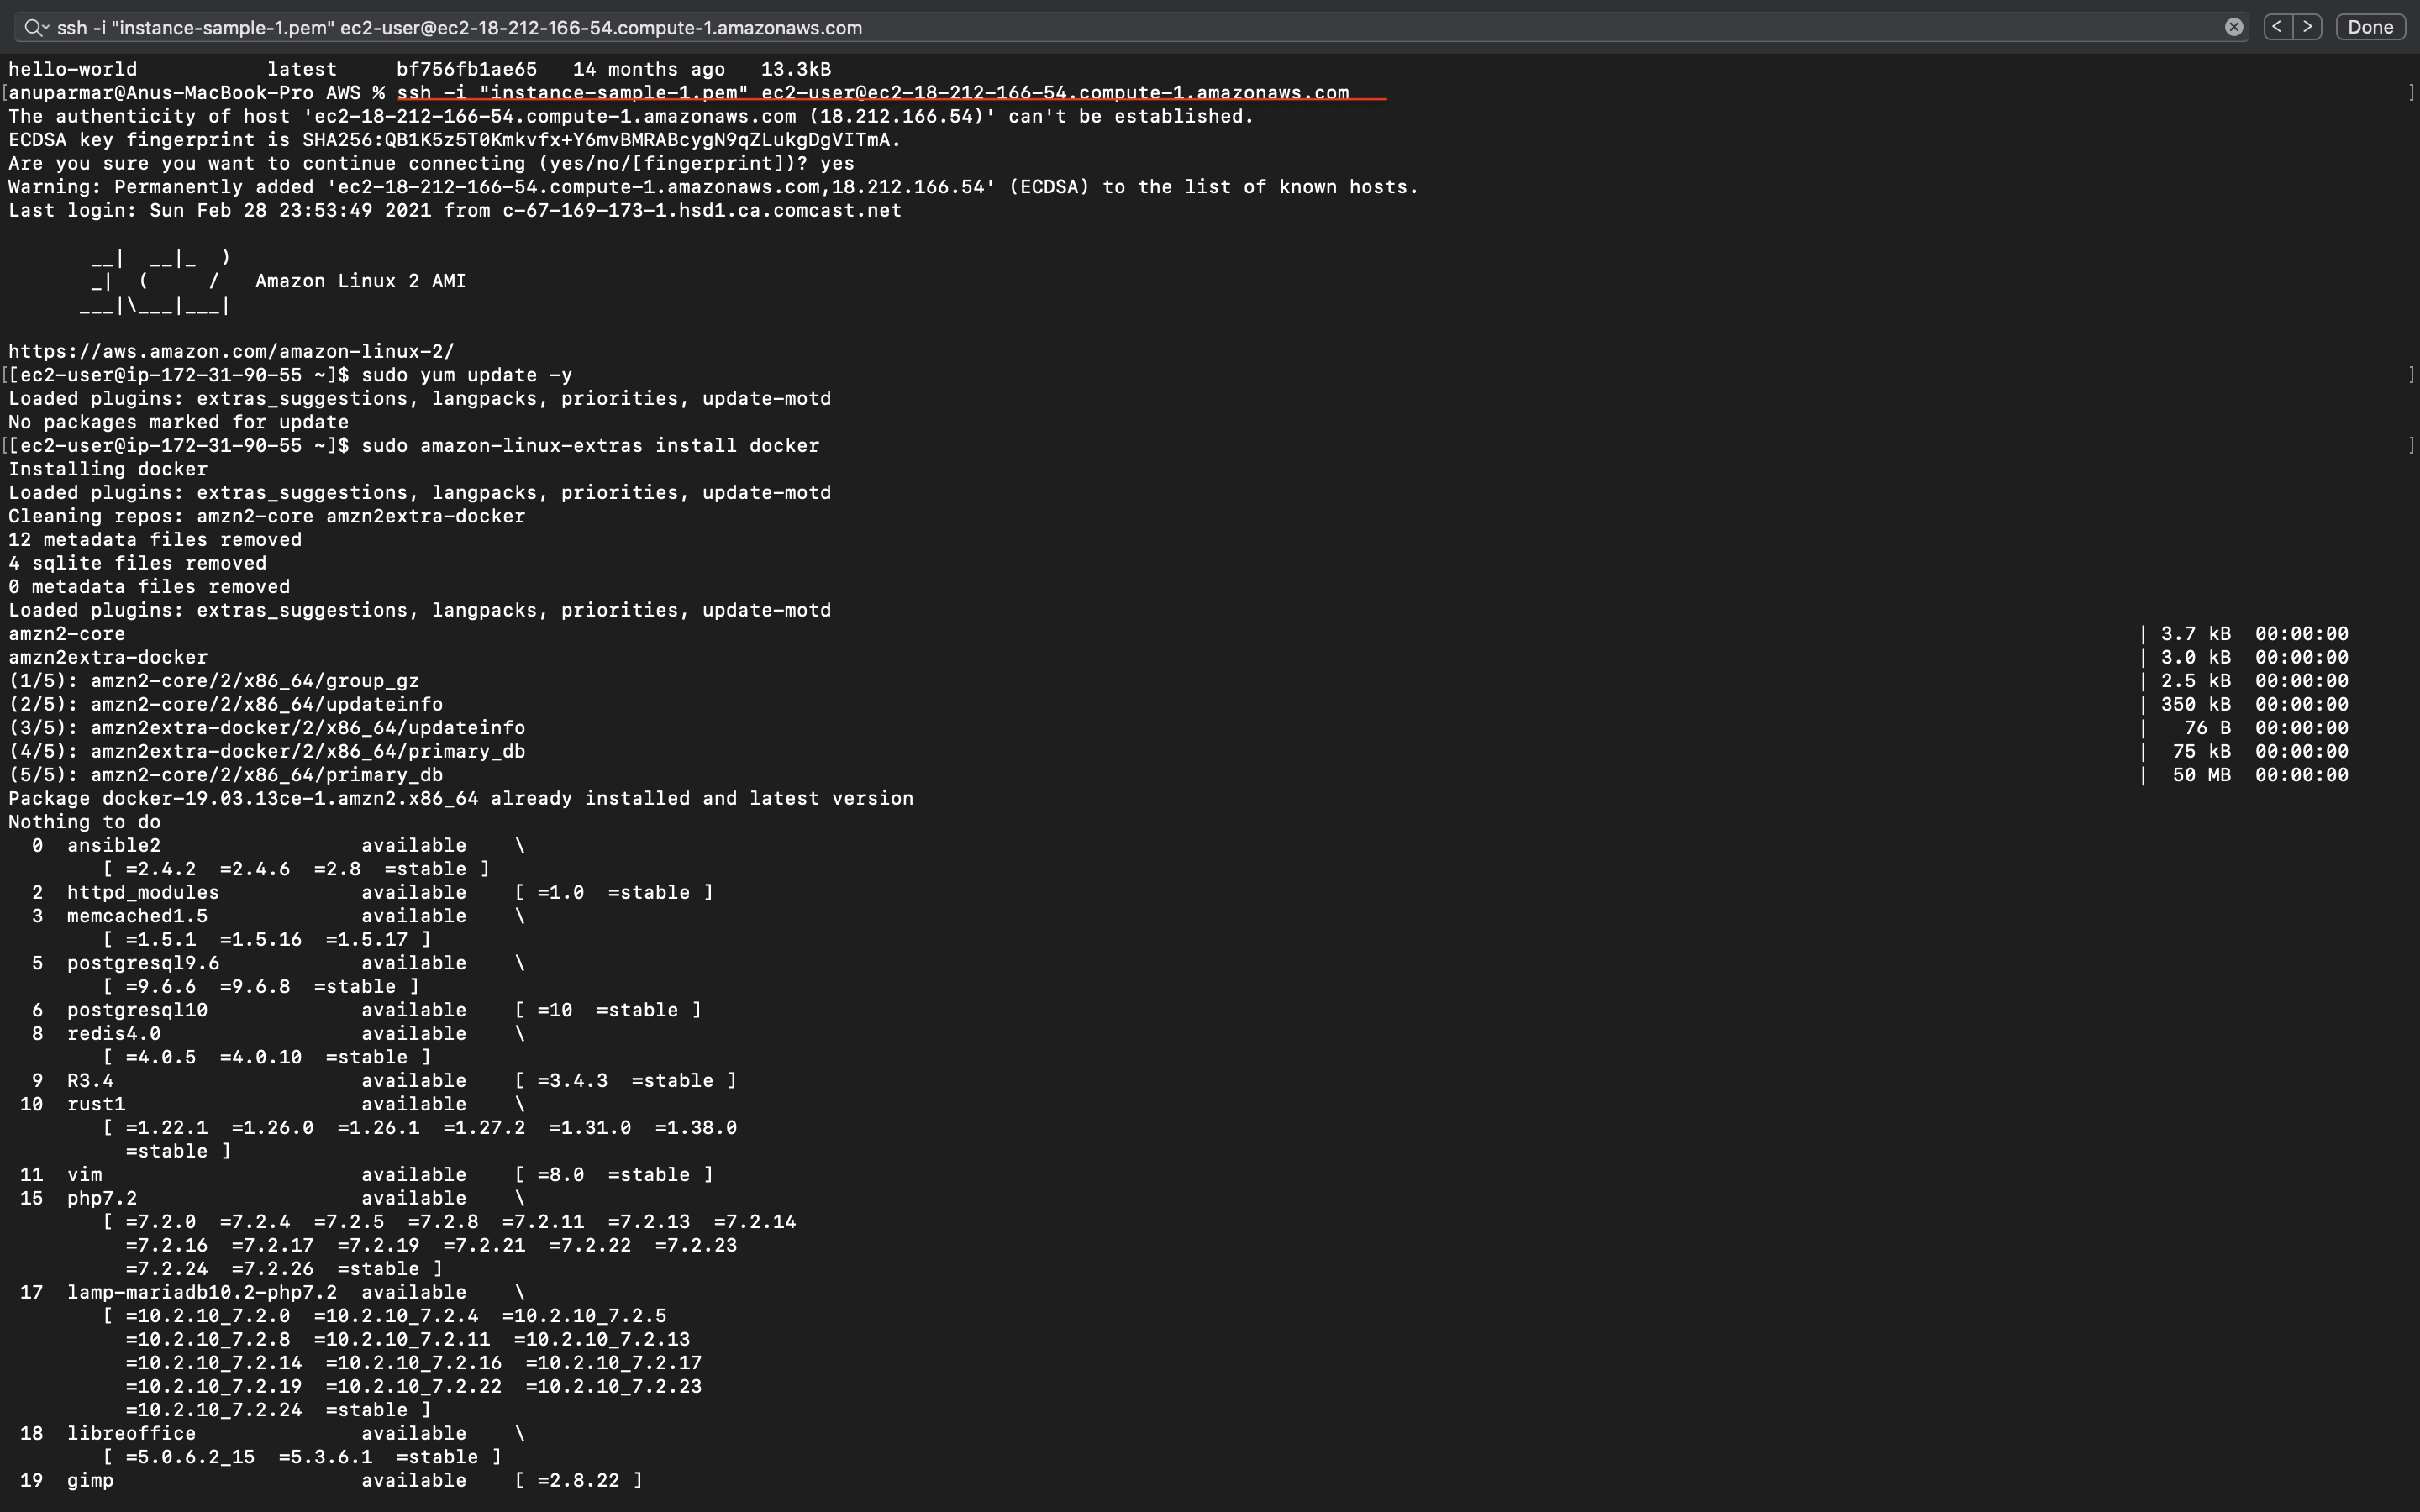 ssh -i "instance-sample-1.pem" ec2-user@ec2-18-212-166-54.compute-1.amazonaws.com < > Done
hello-world latest bf756fb1ae65 14 months ago 13.3kB
[anuparmar@Anus-MacBook-Pro AWS % ssh -i "instance-sample-1.pem" ec2-user@ec2-18-212-166-54.compute-1.amazonaws.com ]
The authenticity of host 'ec2-18-212-166-54.compute-1.amazonaws.com (18.212.166.54)' can't be established.
ECDSA key fingerprint is SHA256:QB1K5z5T0Kmkvfx+Y6mvBMRABcygN9qZLukgDgVITmA.
Are you sure you want to continue connecting (yes/no/[fingerprint])? yes
Warning: Permanently added 'ec2-18-212-166-54.compute-1.amazonaws.com,18.212.166.54' (ECDSA) to the list of known hosts.
Last login: Sun Feb 28 23:53:49 2021 from c-67-169-173-1.hsd1.ca.comcast.net
__| __|_ )
_| ( / Amazon Linux 2 AMI
___|\___|___|
https://aws.amazon.com/amazon-linux-2/
[[ec2-user@ip-172-31-90-55 ~]$ sudo yum update -y ]
Loaded plugins: extras_suggestions, langpacks, priorities, update-motd
No packages marked for update
[[ec2-user@ip-172-31-90-55 ~]$ sudo amazon-linux-extras install docker ]
Installing docker
Loaded plugins: extras_suggestions, langpacks, priorities, update-motd
Cleaning repos: amzn2-core amzn2extra-docker
12 metadata files removed
4 sqlite files removed
0 metadata files removed
Loaded plugins: extras_suggestions, langpacks, priorities, update-motd
amzn2-core | 3.7 kB 00:00:00
amzn2extra-docker | 3.0 kB 00:00:00
(1/5): amzn2-core/2/x86_64/group_gz | 2.5 kB 00:00:00
(2/5): amzn2-core/2/x86_64/updateinfo | 350 kB 00:00:00
(3/5): amzn2extra-docker/2/x86_64/updateinfo | 76 B 00:00:00
(4/5): amzn2extra-docker/2/x86_64/primary_db | 75 kB 00:00:00
(5/5): amzn2-core/2/x86_64/primary_db | 50 MB 00:00:00
Package docker-19.03.13ce-1.amzn2.x86_64 already installed and latest version
Nothing to do
0 ansible2 available \
[ =2.4.2 =2.4.6 =2.8 =stable ]
2 httpd_modules available [ =1.0 =stable ]
3 memcached1.5 available \
[ =1.5.1 =1.5.16 =1.5.17 ]
5 postgresql9.6 available \
[ =9.6.6 =9.6.8 =stable ]
6 postgresql10 available [ =10 =stable ]
8 redis4.0 available \
[ =4.0.5 =4.0.10 =stable ]
9 R3.4 available [ =3.4.3 =stable ]
10 rust1 available \
[ =1.22.1 =1.26.0 =1.26.1 =1.27.2 =1.31.0 =1.38.0
=stable ]
11 vim available [ =8.0 =stable ]
15 php7.2 available \
[ =7.2.0 =7.2.4 =7.2.5 =7.2.8 =7.2.11 =7.2.13 =7.2.14
=7.2.16 =7.2.17 =7.2.19 =7.2.21 =7.2.22 =7.2.23
=7.2.24 =7.2.26 =stable ]
17 lamp-mariadb10.2-php7.2 available \
[ =10.2.10_7.2.0 =10.2.10_7.2.4 =10.2.10_7.2.5
=10.2.10_7.2.8 =10.2.10_7.2.11 =10.2.10_7.2.13
=10.2.10_7.2.14 =10.2.10_7.2.16 =10.2.10_7.2.17
=10.2.10_7.2.19 =10.2.10_7.2.22 =10.2.10_7.2.23
=10.2.10_7.2.24 =stable ]
18 libreoffice available \
[ =5.0.6.2_15 =5.3.6.1 =stable ]
19 gimp available [ =2.8.22 ]